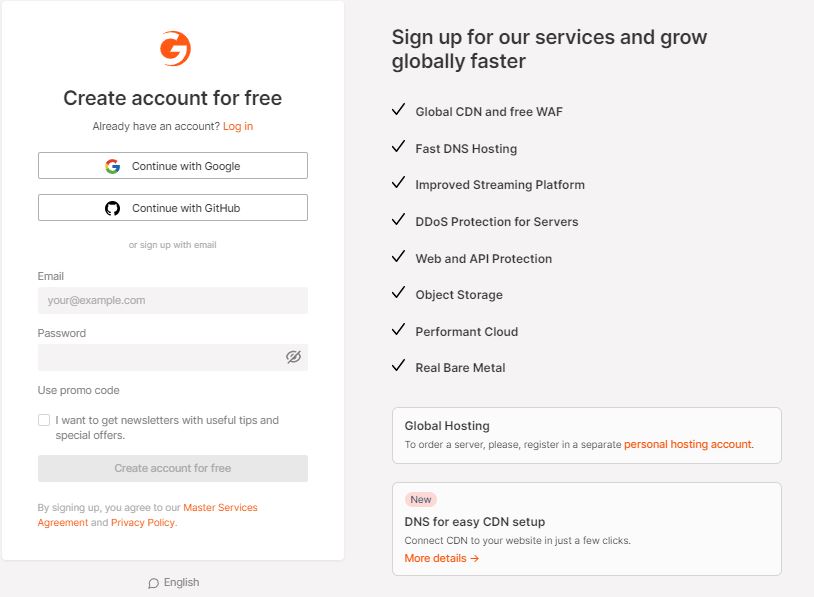 Create account for free
Already have an account? Log in
Continue with Google
Continue with GitHub
or sign up with email
Email
your@example.com
Password
Use promo code
I want to get newsletters with useful tips and
special offers.
Create account for free
By signing up, you agree to our Master Services
Agreement and Privacy Policy.
English
Sign up for our services and grow
globally faster
Global CDN and free WAF
Fast DNS Hosting
Improved Streaming Platform
DDoS Protection for Servers
Web and API Protection
Object Storage
Performant Cloud
Real Bare Metal
Global Hosting
To order a server, please, register in a separate personal hosting account.
New
DNS for easy CDN setup
Connect CDN to your website in just a few clicks.
More details →